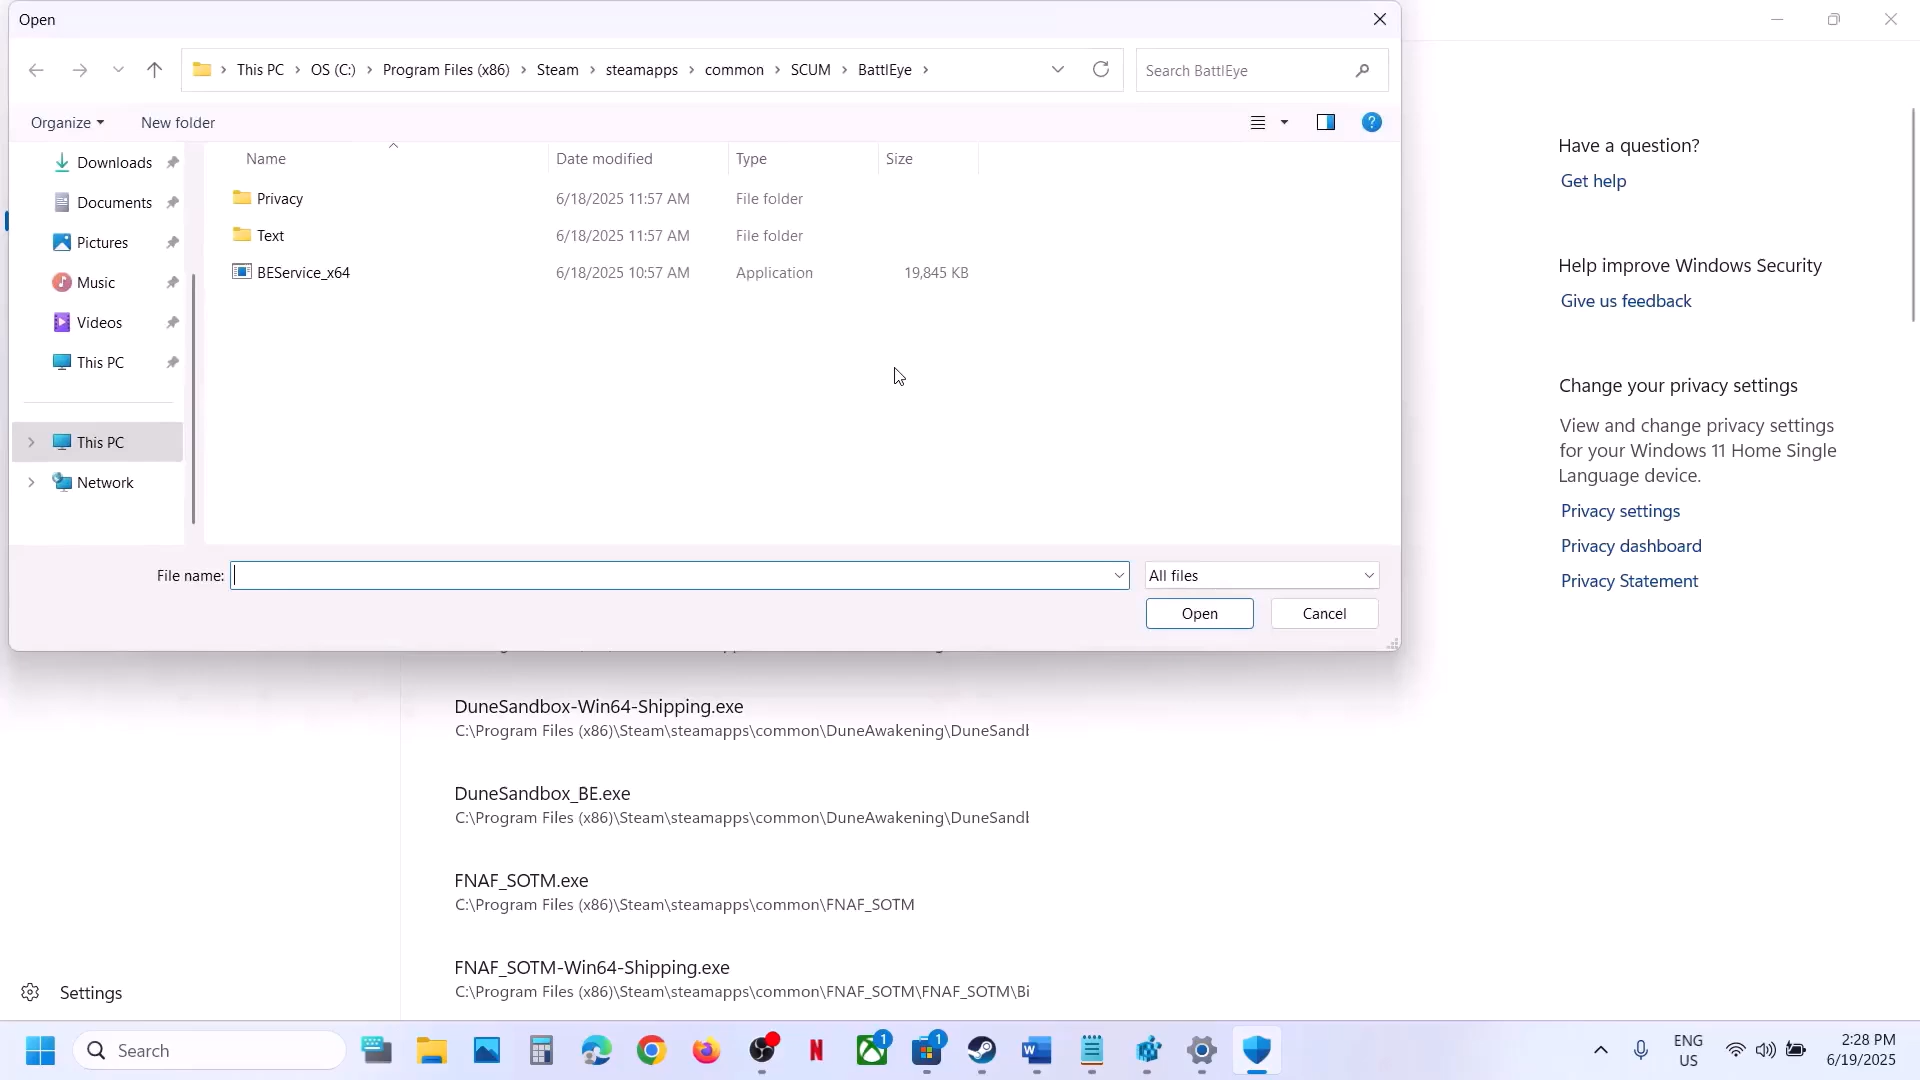 Open
This PC > OS (C:) > Program Files (x86) > Steam > steamapps > common > SCUM > BattlEye >
Search BattlEye
Organize
New folder
Name
Date modified
Type
Size
Downloads
Documents
Pictures
Music
Videos
This PC
This PC
Network
Privacy 6/18/2025 11:57 AM File folder
Text 6/18/2025 11:57 AM File folder
BEService_x64 6/18/2025 10:57 AM Application 19,845 KB
File name:
All files
Open
Cancel
Have a question?
Get help
Help improve Windows Security
Give us feedback
Change your privacy settings
View and change privacy settings
for your Windows 11 Home Single
Language device.
Privacy settings
Privacy dashboard
Privacy Statement
DuneSandbox-Win64-Shipping.exe
C:\Program Files (x86)\Steam\steamapps\common\DuneAwakening\DuneSandl
DuneSandbox_BE.exe
C:\Program Files (x86)\Steam\steamapps\common\DuneAwakening\DuneSandl
FNAF_SOTM.exe
C:\Program Files (x86)\Steam\steamapps\common\FNAF_SOTM
FNAF_SOTM-Win64-Shipping.exe
C:\Program Files (x86)\Steam\steamapps\common\FNAF_SOTM\FNAF_SOTM\Bi
Settings
Search
1
1
ENG
US
2:28 PM
6/19/2025